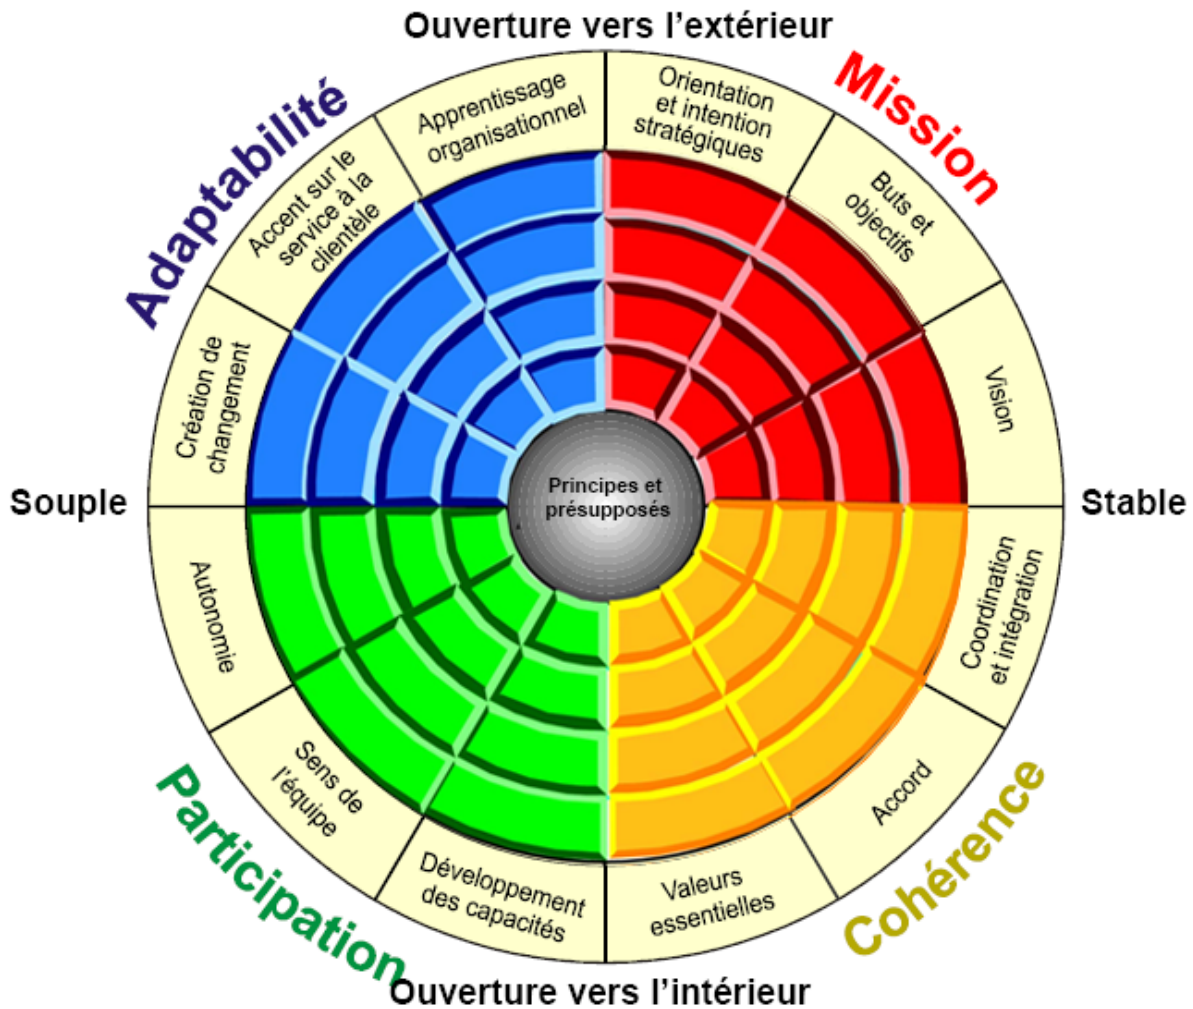 Ouverture vers l'extérieur
Adaptabilité
Mission
Apprentissage
organisationnel
Orientation
et intention
stratégiques
Accent sur le
service à la
clientèle
Buts et
objectifs
Création de
changement
Vision
Principes et
présupposés
Souple
Stable
Autonomie
Coordination
et intégration
Sens de
l'équipe
Accord
Développement
des capacités
Valeurs
essentielles
Participation
Cohérence
Ouverture vers l'intérieur